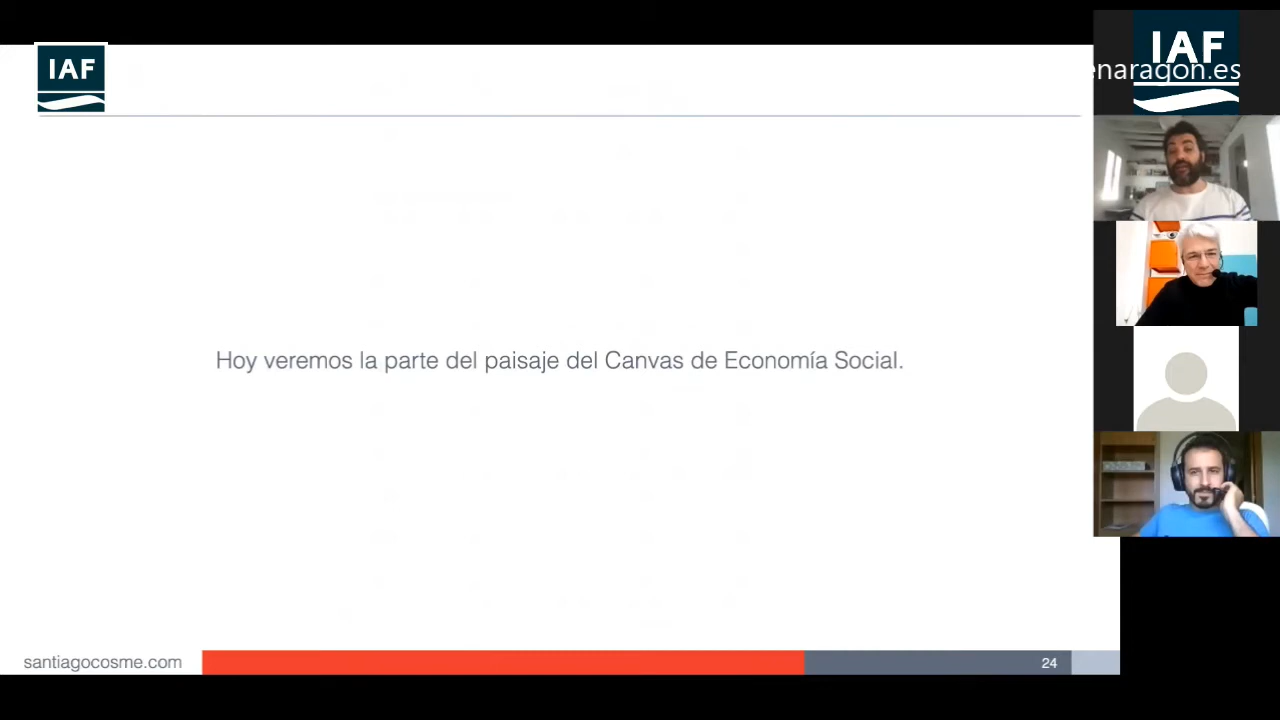 IAF
IAF
enaragon.es
Hoy veremos la parte del paisaje del Canvas de Economía Social.
santiagocosme.com
24